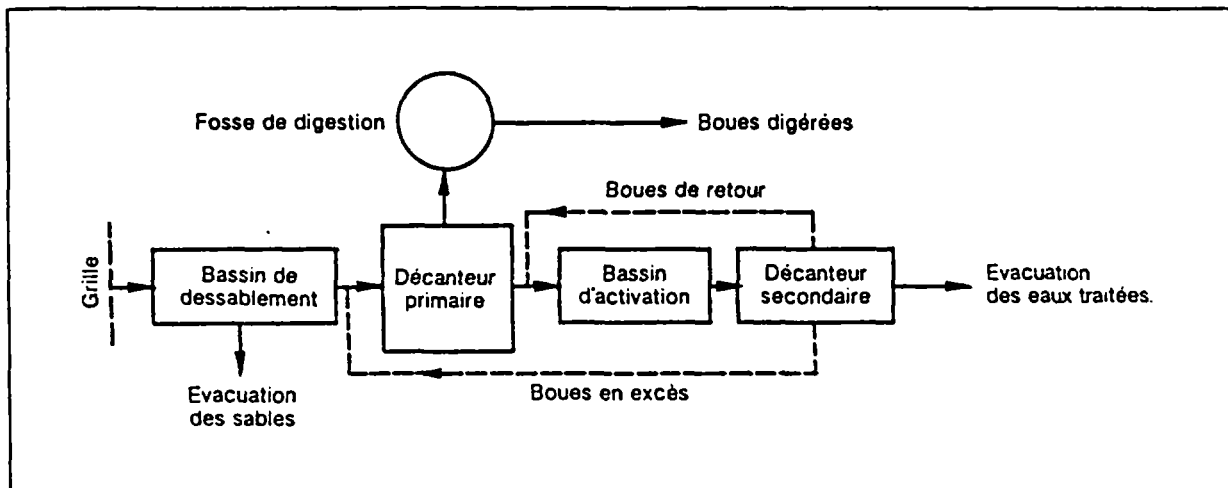 Fosse de digestion
Boues digérées
Boues de retour
Grille
Bassin de
dessablement
Décanteur
primaire
Bassin
d'activation
Décanteur
secondaire
Evacuation
des eaux traitées.
Evacuation
des sables
Boues en excès